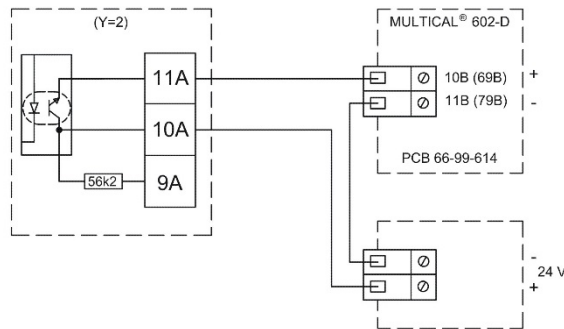 (Y=2)
MULTICAL® 602-D
11A
10B (69B)
+
11B (79B)
-
10A
PCB 66-99-614
56k2
9A
-
24 V
+